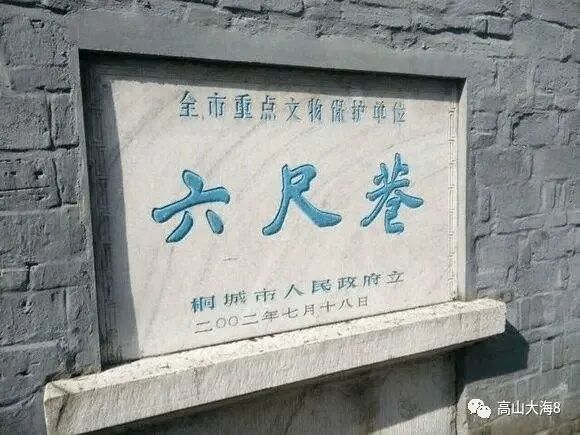 全市重点文物保护单位
六尺巷
桐城市人民政府立
二〇〇二年七月十八日
高山大海8